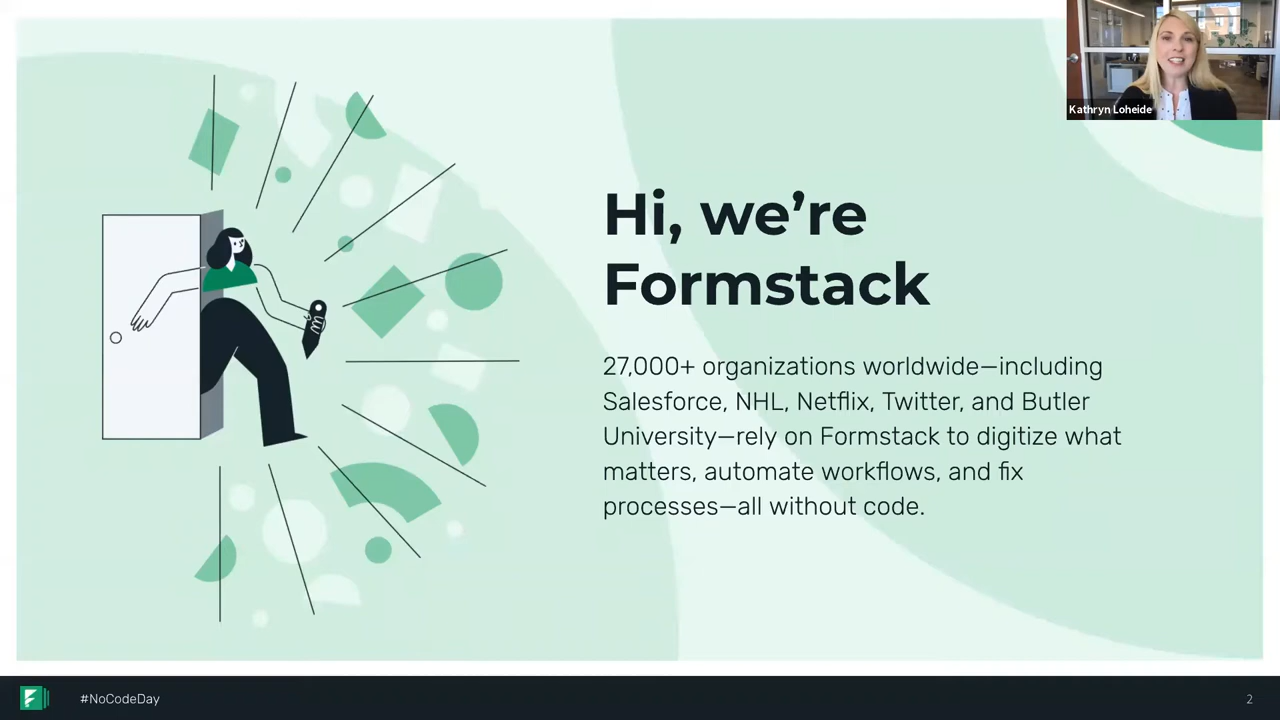 Kathryn Loheide
Hi, we’re
Formstack
27,000+ organizations worldwide—including
Salesforce, NHL, Netflix, Twitter, and Butler
University—rely on Formstack to digitize what
matters, automate workflows, and fix
processes—all without code.
#NoCodeDay
2